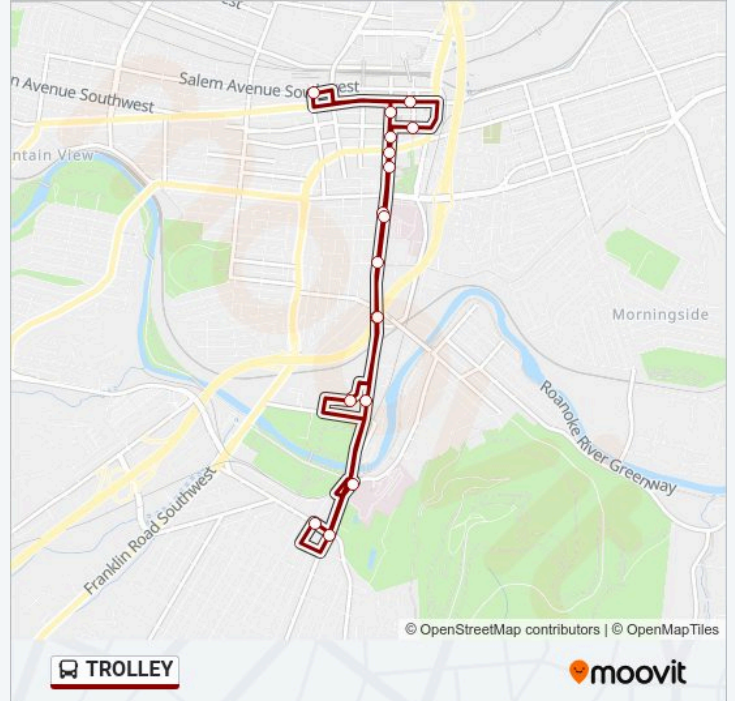 Salem Avenue Southwest
n Avenue Southwest
ntain View
Morningside
Roanoke River Greenway
Franklin Road Southwest
© OpenStreetMap contributors | © OpenMapTiles
TROLLEY
moovit